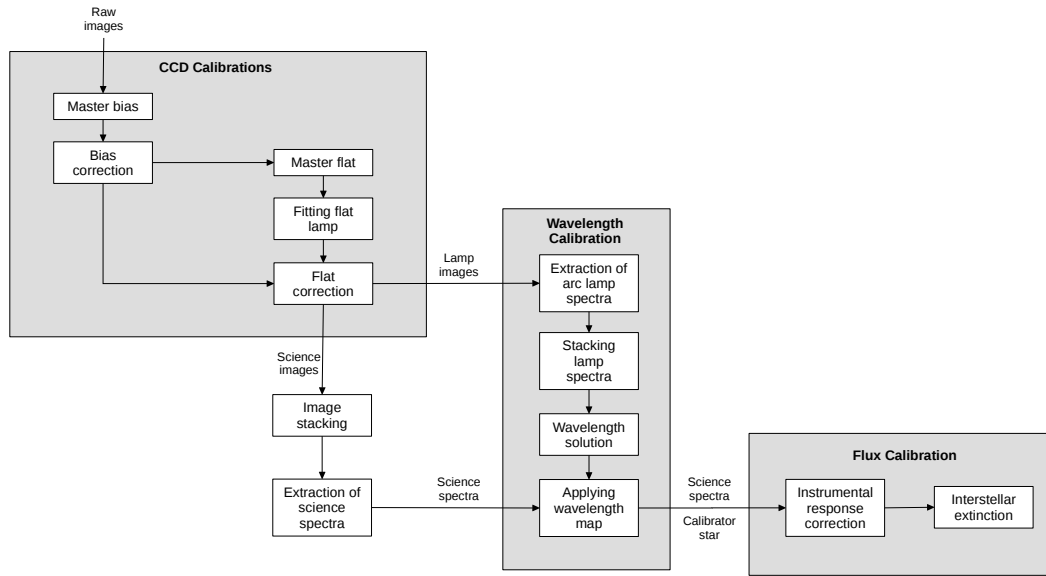 Raw
images
CCD Calibrations
Master bias
Bias
correction
Master flat
Fitting flat
lamp
Flat
correction
Lamp
images
Science
images
Image
stacking
Extraction of
science
spectra
Science
spectra
Wavelength
Calibration
Extraction of
arc lamp
spectra
Stacking
lamp
spectra
Wavelength
solution
Applying
wavelength
map
Science
spectra
Calibrator
star
Flux Calibration
Instrumental
response
correction
Interstellar
extinction